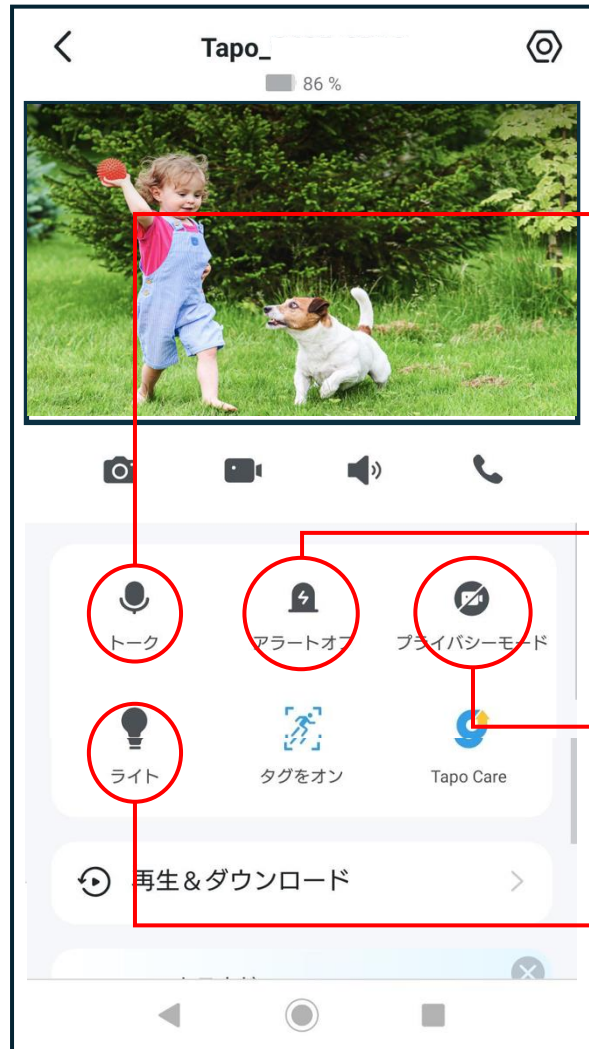 Tapo_
86 %
トーク
アラートオフ
プライバシーモード
ライト
タグをオン
Tapo Care
再生＆ダウンロード